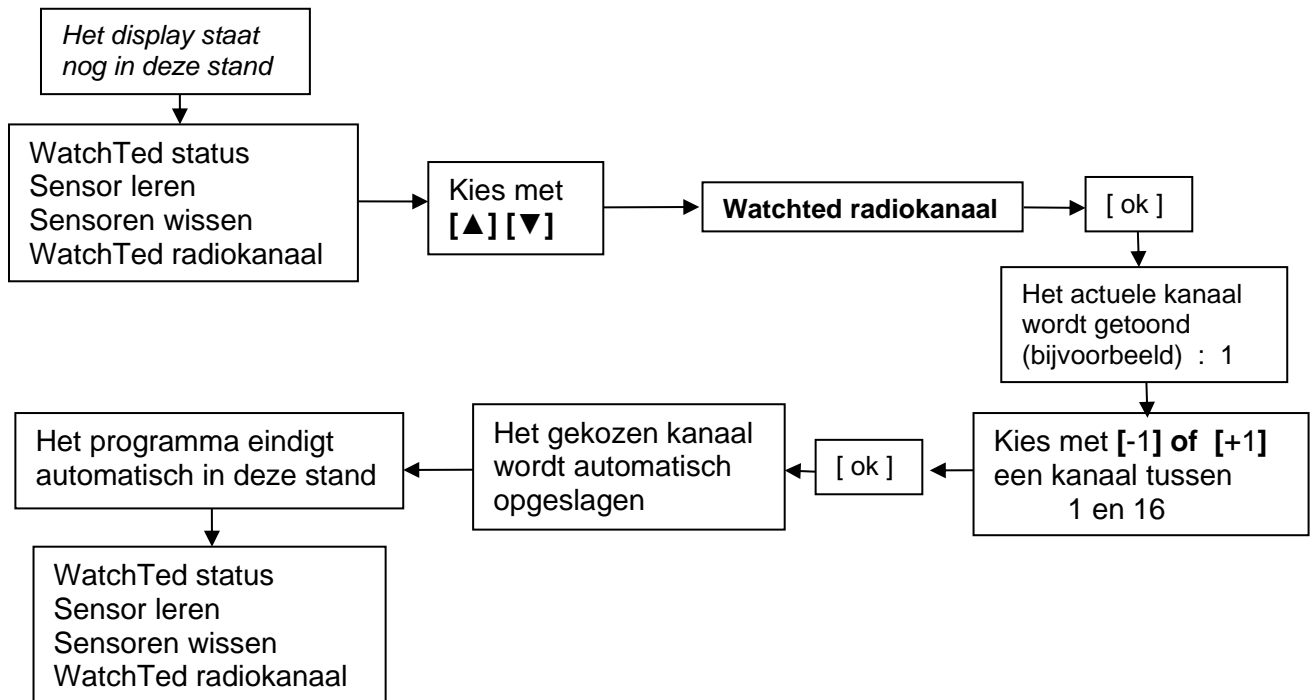 Het display staat
nog in deze stand
WatchTed status
Sensor leren
Sensoren wissen
WatchTed radiokanaal
Kies met
[▲] [▼]
Watchted radiokanaal
[ ok ]
Het actuele kanaal
wordt getoond
(bijvoorbeeld) : 1
Kies met [-1] of [+1]
een kanaal tussen
1 en 16
[ ok ]
Het gekozen kanaal
wordt automatisch
opgeslagen
Het programma eindigt
automatisch in deze stand
WatchTed status
Sensor leren
Sensoren wissen
WatchTed radiokanaal